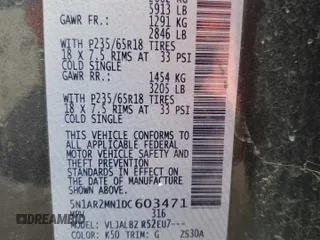 5913 LB
GAWR FR.: 1291 KG
2846 LB
WITH P235/65R18 TIRES
18 X 7.5 RIMS AT 33 PSI
COLD SINGLE
GAWR RR.: 1454 KG
3205 LB
WITH P235/65R18 TIRES
18 X 7.5 RIMS AT 33 PSI
COLD SINGLE
THIS VEHICLE CONFORMS TO
ALL APPLICABLE FEDERAL
MOTOR VEHICLE SAFETY AND
THEFT PREVENTION
STANDARDS IN EFFECT ON
THE DATE OF MANUFACTURE
SHOWN ABOVE.
5N1AR2MN1DC603471
MPV 316
MODEL: VLJALBZ R52EU7---
COLOR: K50 TRIM: G ZS30A